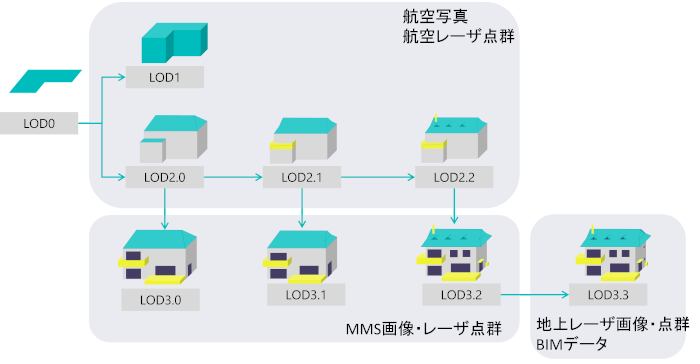 航空写真
航空レーザ点群
LOD1
LOD0
LOD2.0
LOD2.1
LOD2.2
LOD3.0
LOD3.1
LOD3.2
LOD3.3
MMS画像・レーザ点群
地上レーザ画像・点群
BIMデータ